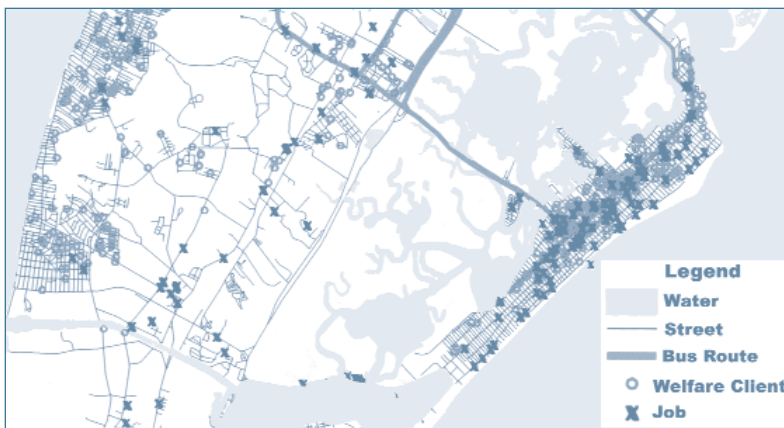 Legend
Water
Street
Bus Route
Welfare Client
Job